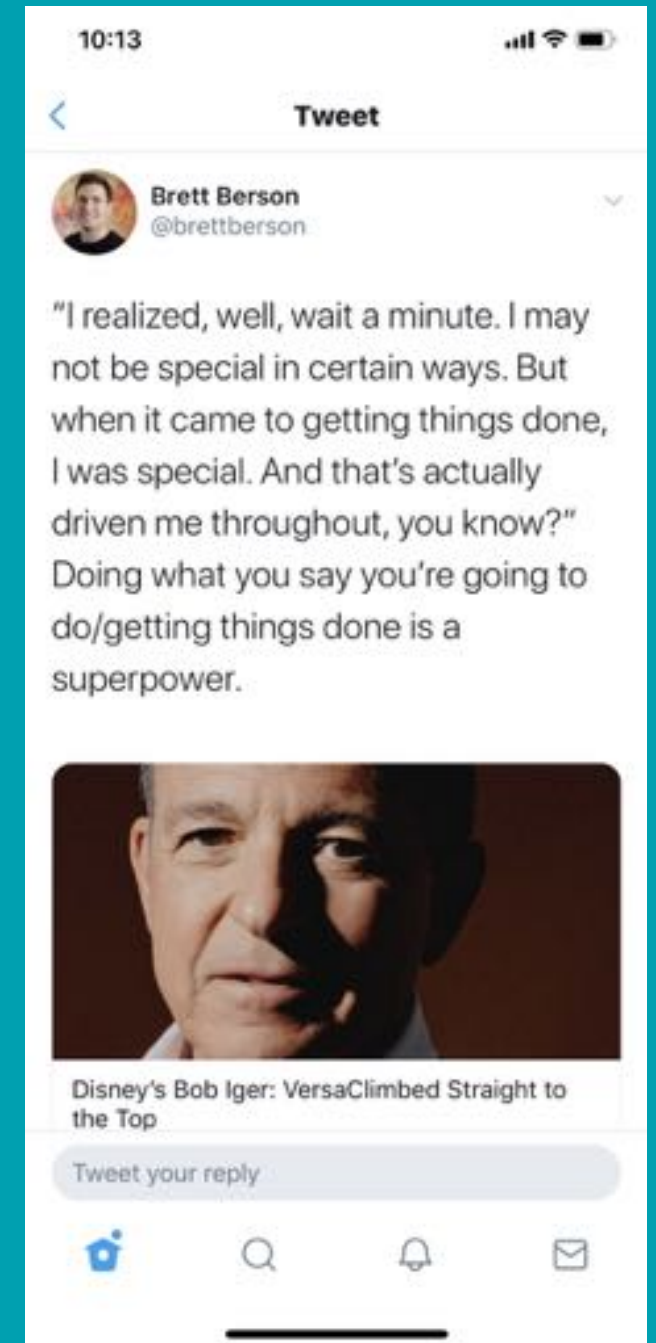 10:13
Tweet
Brett Berson
@brettberson
“I realized, well, wait a minute. I may
not be special in certain ways. But
when it came to getting things done,
I was special. And that’s actually
driven me throughout, you know?”
Doing what you say you’re going to
do/getting things done is a
superpower.
Disney’s Bob Iger: VersaClimbed Straight to
the Top
Tweet your reply